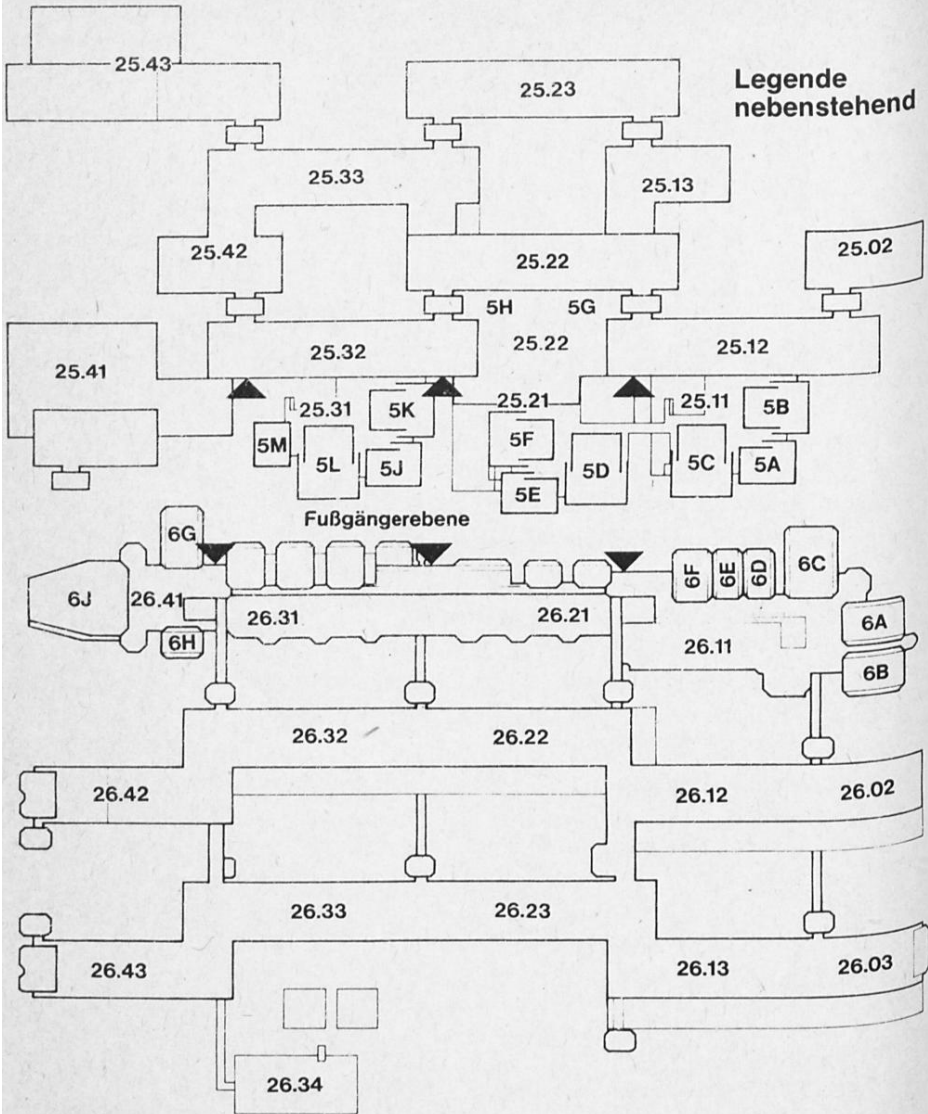 25.43
25.23
Legende
nebenstehend
25.33
25.13
25.42
25.22
25.02
5H
5G
25.41
25.32
25.22
25.12
25.31
5K
25.21
25.11
5B
5M
5L
5J
5F
5D
5C
5A
5E
Fußgängerebene
6G
6J
26.41
6H
26.31
26.21
6F
6E
6D
6C
6A
26.11
6B
26.32
26.22
26.42
26.12
26.02
26.33
26.23
26.43
26.13
26.03
26.34